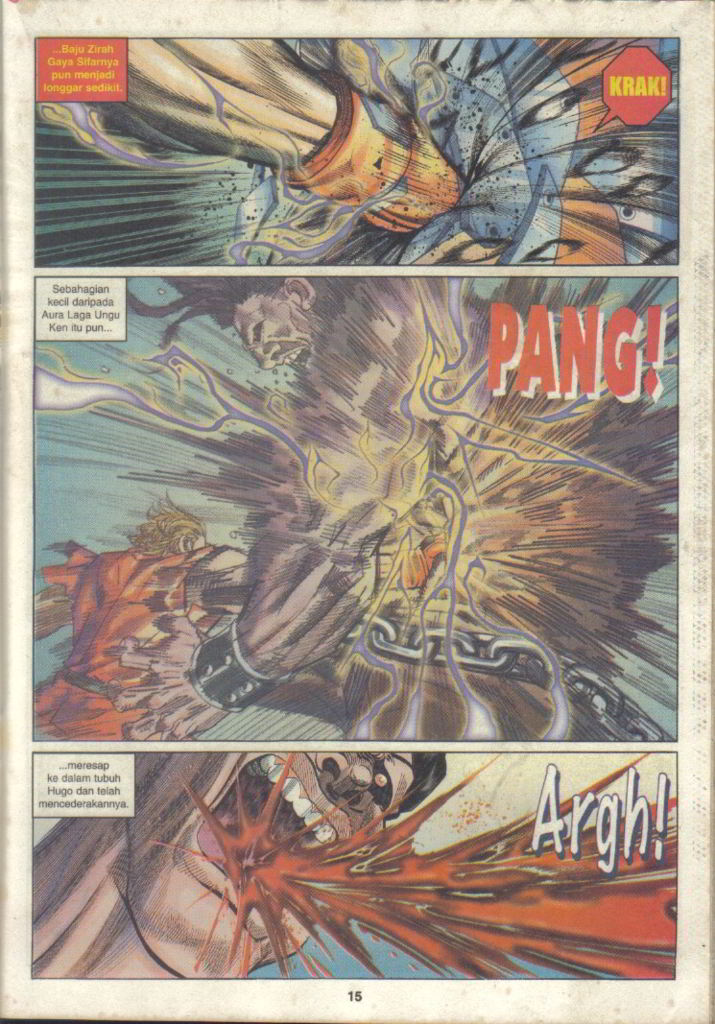 ...Baju Zirah
Gaya Sifarnya
pun menjadi
longgar sedikit.
KRAK!
Sebahagian
kecil daripada
Aura Laga Ungu
Ken itu pun...
PANG!
...meresap
ke dalam tubuh
Hugo dan telah
mencederakannya.
Argh!
15